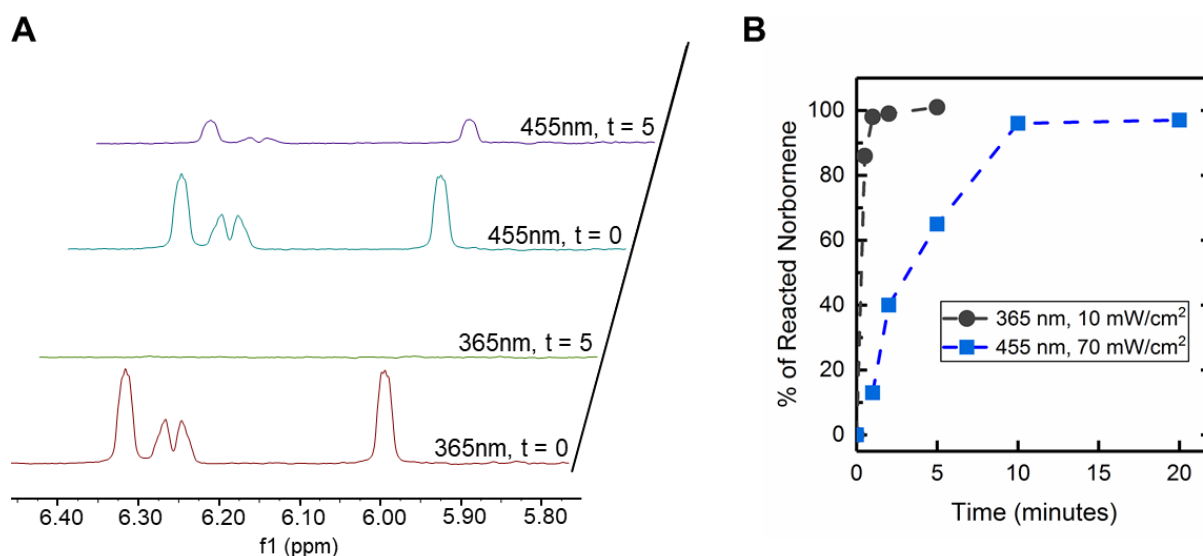 A
455nm, t = 5
455nm, t = 0
365nm, t = 5
365nm, t = 0
6.40 6.30 6.20 6.10 6.00 5.90 5.80
f1 (ppm)
B
% of Reacted Norbornene
100
80
60
40
20
0
365 nm, 10 mW/cm²
455 nm, 70 mW/cm²
0 5 10 15 20
Time (minutes)